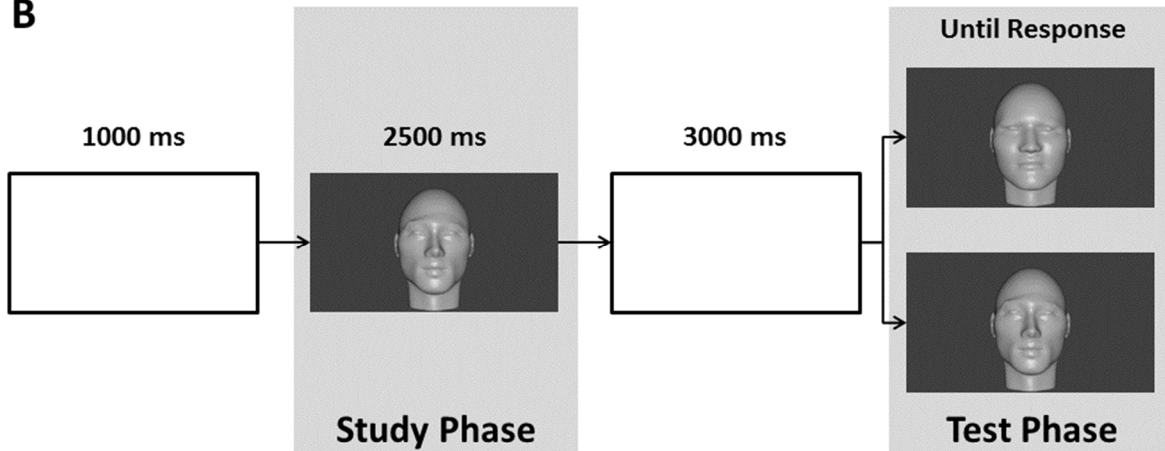 B
1000 ms
2500 ms
3000 ms
Until Response
Study Phase
Test Phase